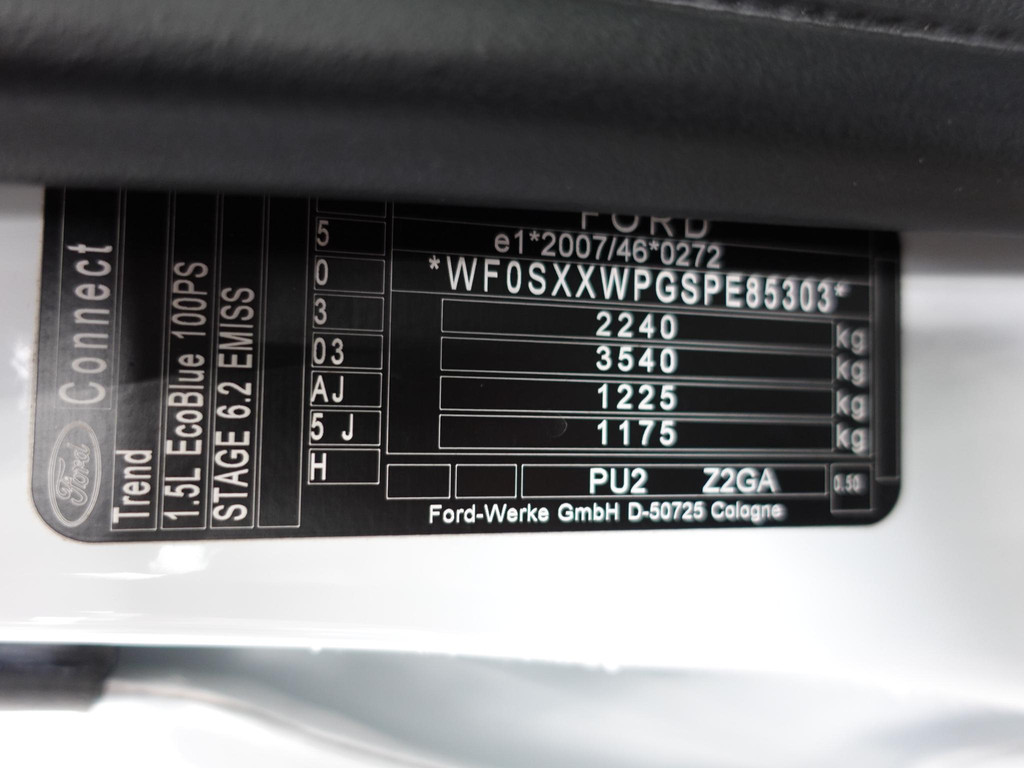 Ford Connect
Trend
1.5L EcoBlue 100PS
STAGE 6.2 EMISS
5
0
3
03
AJ
5 J
H
FORD
e1*2007/46*0272
*WF0SXXWPGSPE85303*
2240 kg
3540 kg
1225 kg
1175 kg
PU2 Z2GA 0.50
Ford-Werke GmbH D-50725 Cologne